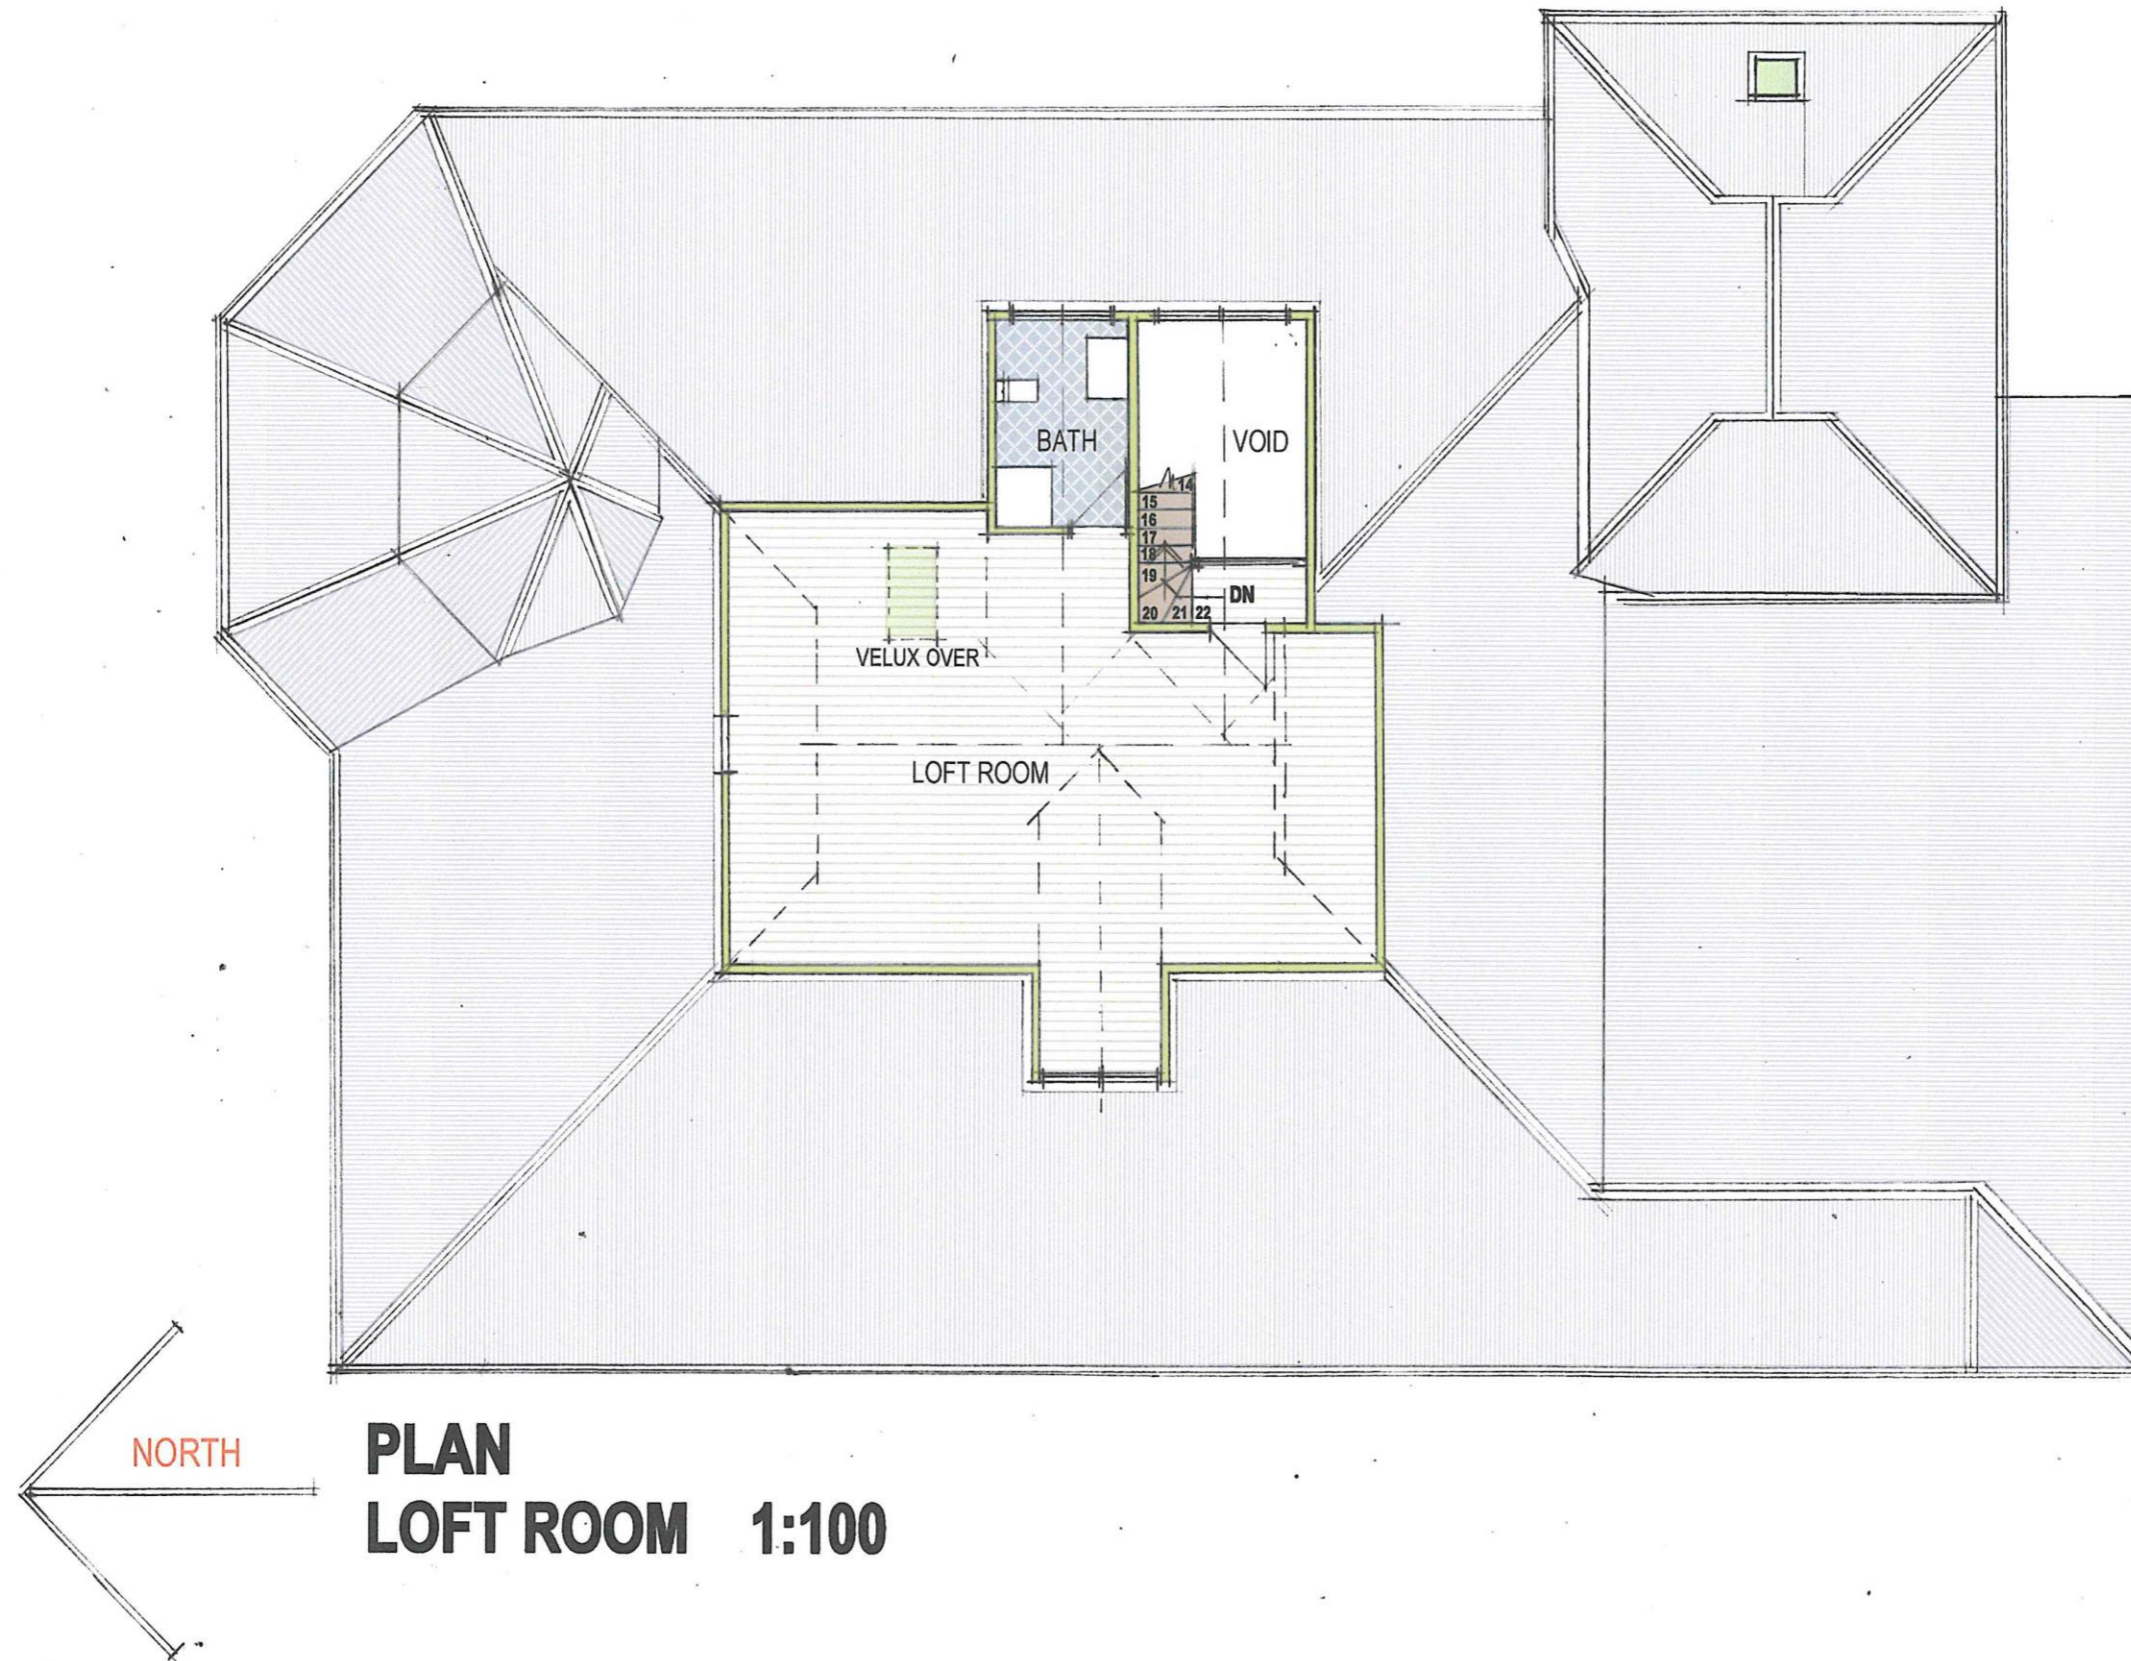 BATH
VOID
14
15
16
17
18
19
DN
20 21 22
VELUX OVER
LOFT ROOM
NORTH
PLAN
LOFT ROOM 1:100